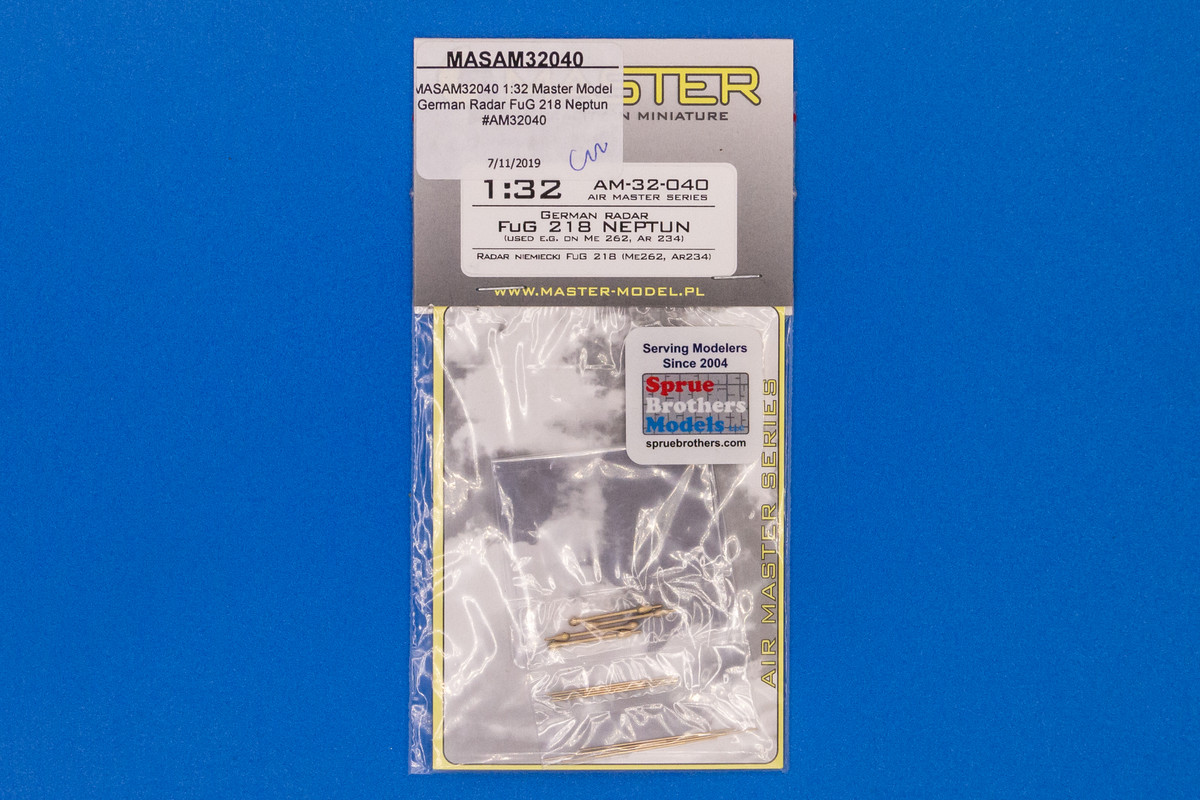 MASAM32040
MASAM32040 1:32 Master Model
German Radar FuG 218 Neptun
#AM32040
7/11/2019
STER
N MINIATURE
1:32
AM-32-040
AIR MASTER SERIES
GERMAN RADAR
FuG 218 NEPTUN
(USED E.G. ON ME 262, AR 234)
RADAR NIEMIECKI FUG 218 (ME262, AR234)
WWW.MASTER-MODEL.PL
Serving Modelers
Since 2004
Sprue
Brothers
Models
spruebrothers.com
AIR MASTER SERIES